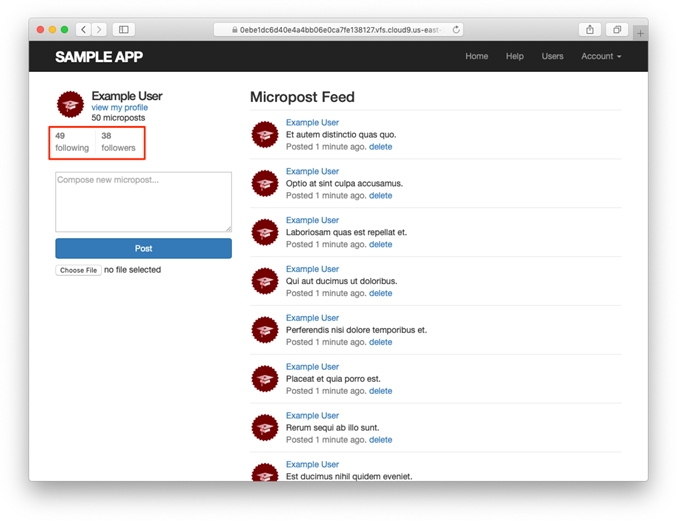 0ebe1dc6d40e4a4bb06e0ca7fe138127.vfs.cloud9.us-east-
SAMPLE APP
Home Help Users Account
Example User
view my profile
50 microposts
49 38
following followers
Compose new micropost...
Post
Choose File no file selected
Micropost Feed
Example User
Et autem distinctio quas quo.
Posted 1 minute ago. delete
Example User
Optio at sint culpa accusamus.
Posted 1 minute ago. delete
Example User
Laboriosam quas est repellat et.
Posted 1 minute ago. delete
Example User
Qui aut ducimus ut doloribus.
Posted 1 minute ago. delete
Example User
Perferendis nisi dolore temporibus et.
Posted 1 minute ago. delete
Example User
Placeat et quia porro est.
Posted 1 minute ago. delete
Example User
Rerum sequi ab illo sunt.
Posted 1 minute ago. delete
Example User
Est ducimus nihil quidem eveniet.